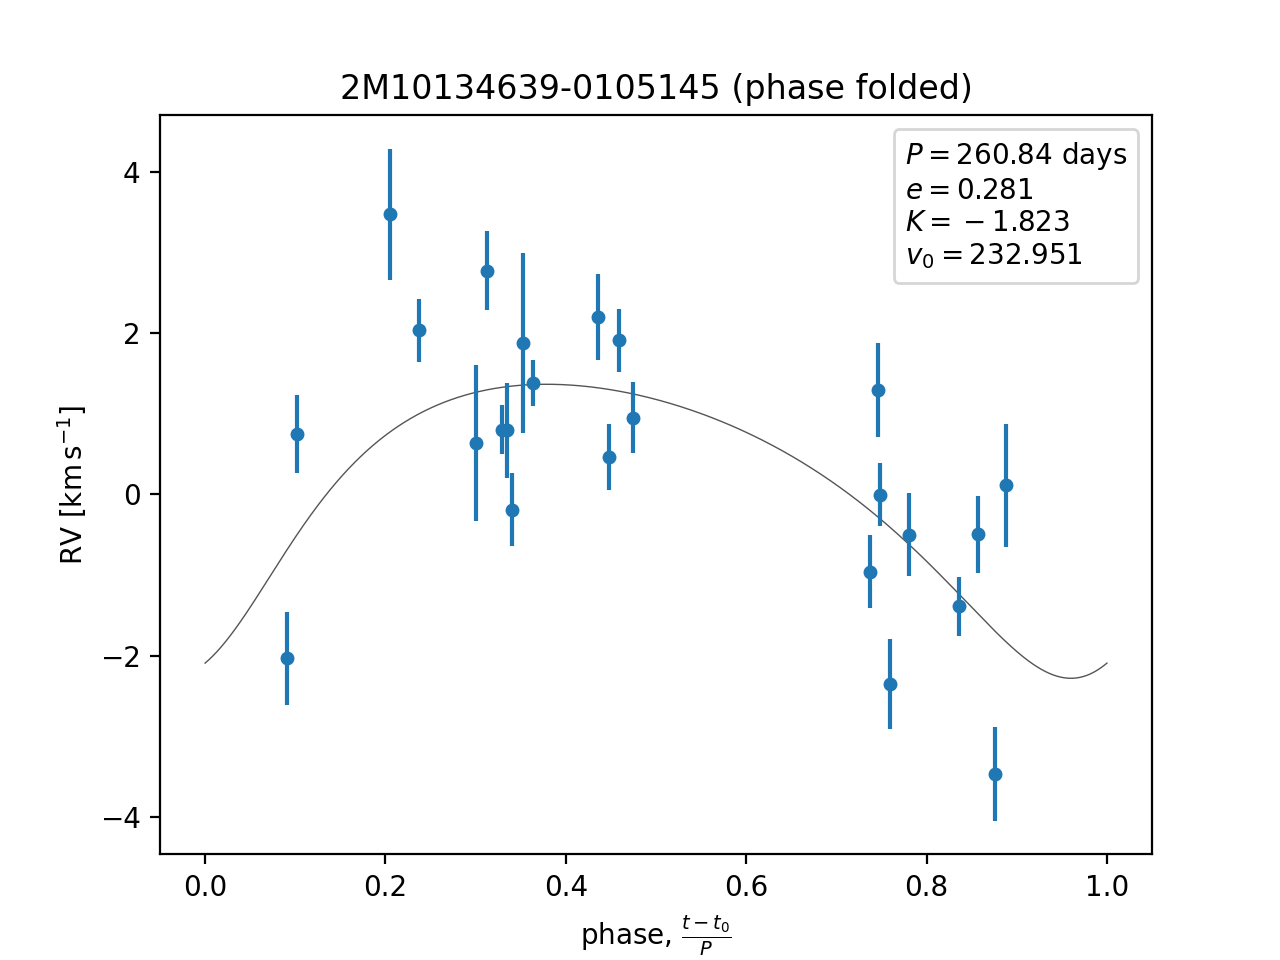 2M10134639-0105145 (phase folded)
P = 260.84 days
e = 0.281
K = −1.823
v₀ = 232.951
4
2
0
−2
−4
RV [km s⁻¹]
0.0 0.2 0.4 0.6 0.8 1.0
phase, (t − t₀)/P